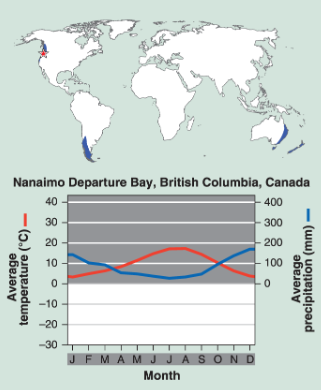 Nanaimo Departure Bay, British Columbia, Canada
Average
temperature (°C)
40
30
20
10
0
–10
–20
–30
400
300
200
100
0
Average
precipitation (mm)
J F M A M J J A S O N D
Month